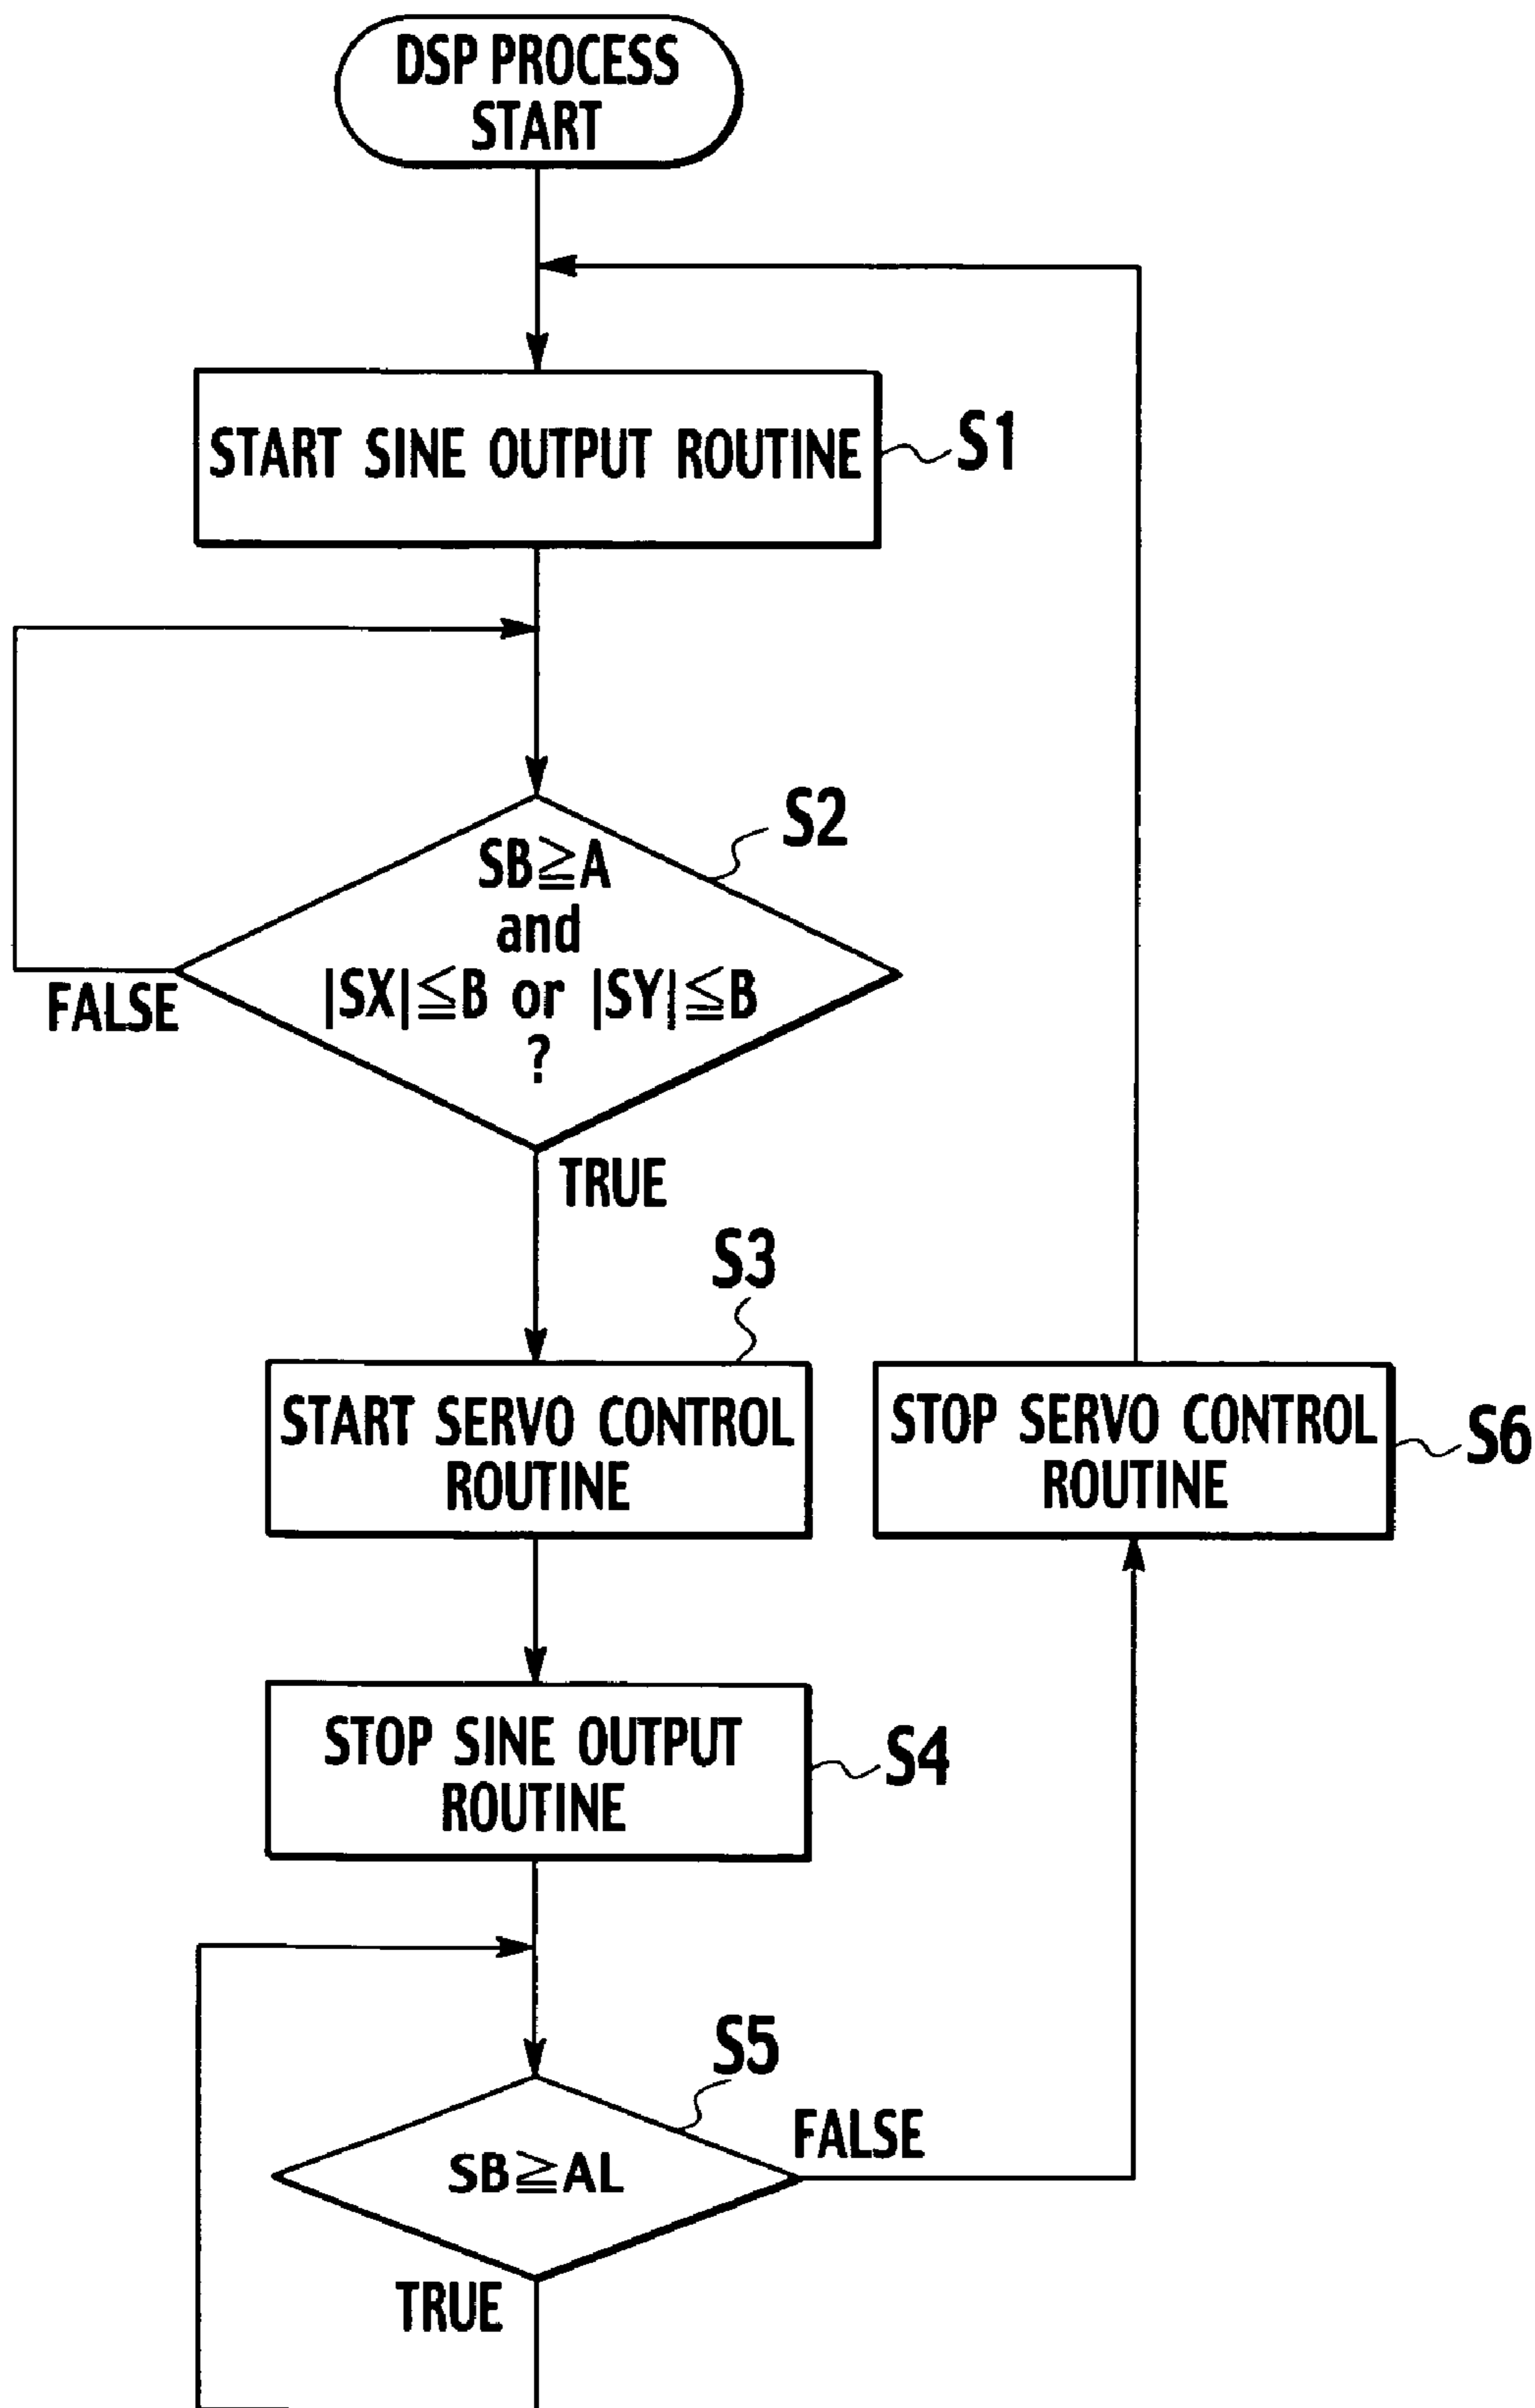 DSP PROCESS
START
START SINE OUTPUT ROUTINE
S1
S2
SB≧A
and
|SX|≦B or |SY|≦B
?
FALSE
TRUE
S3
START SERVO CONTROL
ROUTINE
STOP SERVO CONTROL
ROUTINE
S6
STOP SINE OUTPUT
ROUTINE
S4
S5
SB≧AL
FALSE
TRUE